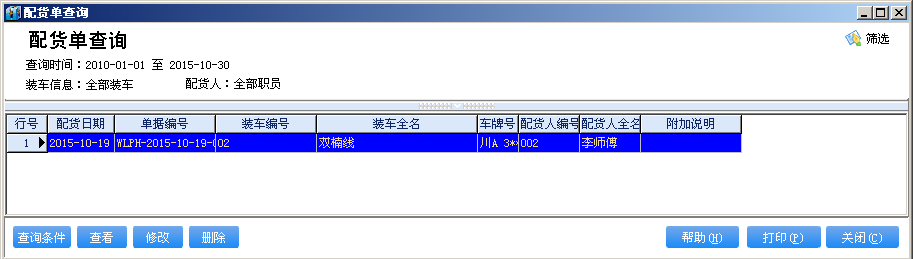 配货单查询
配货单查询
筛选
查询时间：2010-01-01 至 2015-10-30
装车信息：全部装车 配货人：全部职员
行号 配货日期 单据编号 装车编号 装车全名 车牌号 配货人编号 配货人全名 附加说明
1 2015-10-19 WLPH-2015-10-19-0 02 双楠线 川A 3** 002 李师傅
查询条件 查看 修改 删除 帮助(H) 打印(P) 关闭(C)